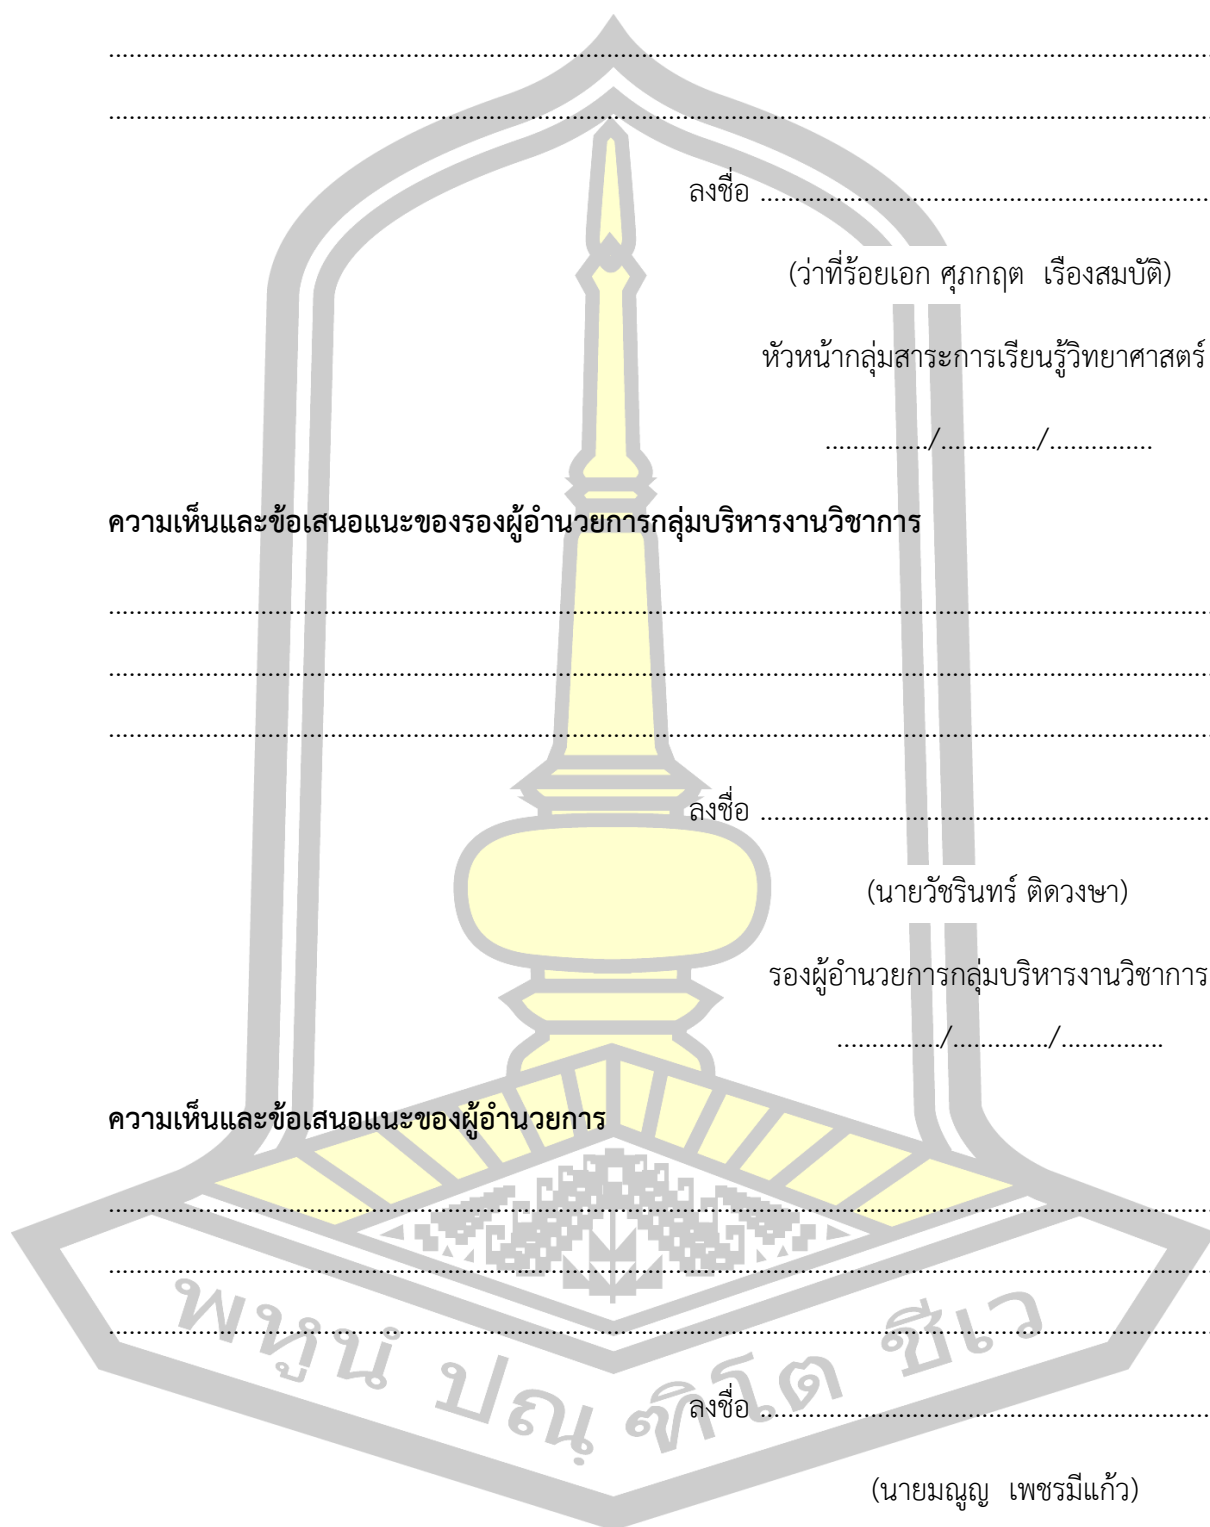 ................................................................................................................................................................
................................................................................................................................................................
ลงชื่อ .................................................................
(ว่าที่ร้อยเอก ศุภกฤต เรืองสมบัติ)
หัวหน้ากลุ่มสาระการเรียนรู้วิทยาศาสตร์
.............../............../...............
ความเห็นและข้อเสนอแนะของรองผู้อำนวยการกลุ่มบริหารงานวิชาการ
................................................................................................................................................................
................................................................................................................................................................
................................................................................................................................................................
ลงชื่อ .................................................................
(นายวัชรินทร์ ติดวงษา)
รองผู้อำนวยการกลุ่มบริหารงานวิชาการ
.............../............../...............
ความเห็นและข้อเสนอแนะของผู้อำนวยการ
................................................................................................................................................................
................................................................................................................................................................
................................................................................................................................................................
พหูนํ ปณฺฑิโต ชีเว
ลงชื่อ .................................................................
(นายมณูญ เพชรมีแก้ว)